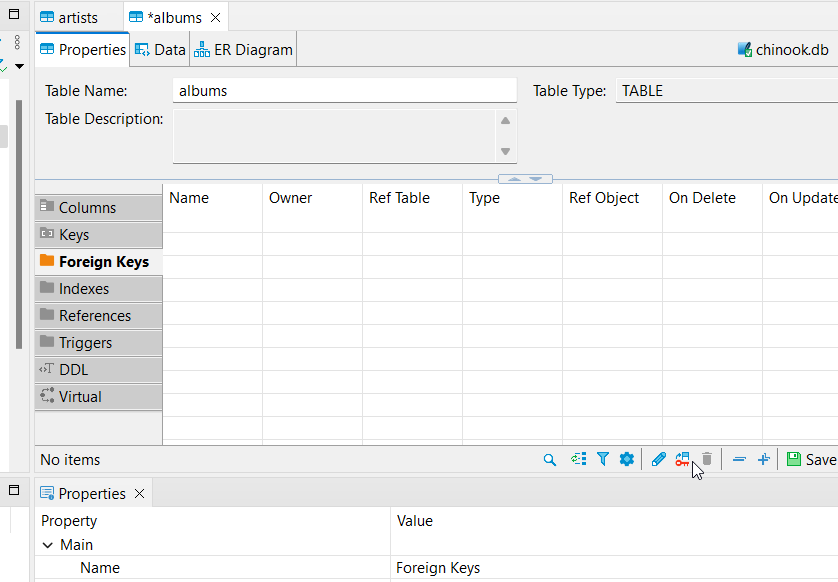 artists *albums
Properties Data ER Diagram chinook.db
Table Name: albums Table Type: TABLE
Table Description:
Name Owner Ref Table Type Ref Object On Delete On Update
Columns
Keys
Foreign Keys
Indexes
References
Triggers
DDL
Virtual
No items Save
Properties
Property Value
Main
Name Foreign Keys